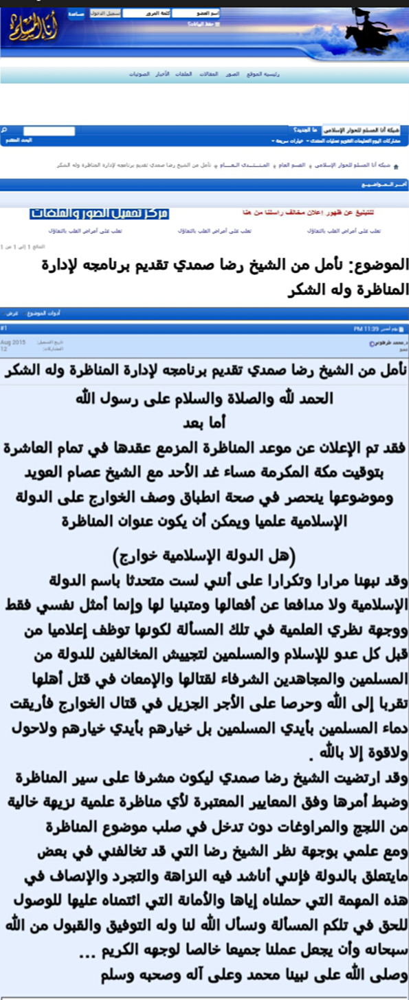 أنا المسلم
اسم العضو
كلمة المرور
تسجيل الدخول
مساعدة
حفظ البيانات؟
رئيسية الموقع الصور المقالات الملفات الأخبار الصوتيات
شبكة أنا المسلم للحوار الإسلامي
ما الجديد؟
مشاركات اليوم التعليمات التقويم عمليات المنتدى خيارات سريعة
البحث المتقدم
شبكة أنا المسلم للحوار الإسلامي القسم العام المـنـتــدى الـعــــام نأمل من الشيخ رضا صمدي تقديم برنامجه لإدارة المناظرة وله الشكر
آخـر الـمـواضـيـع
للتبليغ عن ظهور إعلان مخالف راسلنا من هنا
مركز تحميل الصور والملفات
تغلب على أمراض القلب بالتفاؤل
تغلب على أمراض القلب بالتفاؤل
تغلب على أمراض القلب بالتفاؤل
النتائج 1 إلى 1 من 1
الموضوع: نأمل من الشيخ رضا صمدي تقديم برنامجه لإدارة
المناظرة وله الشكر
أدوات الموضوع عرض
يوم أمس 11:39 PM
#1
د.محمد طرهوني
عضو
تاريخ التسجيل: Aug 2015
المشاركات: 12
نأمل من الشيخ رضا صمدي تقديم برنامجه لإدارة المناظرة وله الشكر
الحمد لله والصلاة والسلام على رسول الله
أما بعد
فقد تم الإعلان عن موعد المناظرة المزمع عقدها في تمام العاشرة
بتوقيت مكة المكرمة مساء غد الأحد مع الشيخ عصام العويد
وموضوعها ينحصر في صحة انطباق وصف الخوارج على الدولة
الإسلامية علميا ويمكن أن يكون عنوان المناظرة
(هل الدولة الإسلامية خوارج)
وقد نبهنا مرارا وتكرارا على أنني لست متحدثا باسم الدولة
الإسلامية ولا مدافعا عن أفعالها ومتبنيا لها وإنما أمثل نفسي فقط
ووجهة نظري العلمية في تلك المسألة لكونها توظف إعلاميا من
قبل كل عدو للإسلام والمسلمين لتجييش المخالفين للدولة من
المسلمين والمجاهدين الشرفاء لقتالها والإمعان في قتل أهلها
تقربا إلى الله وحرصا على الأجر الجزيل في قتال الخوارج فأريقت
دماء المسلمين بأيدي المسلمين بل خيارهم بأيدي خيارهم ولاحول
ولاقوة إلا بالله .
وقد ارتضيت الشيخ رضا صمدي ليكون مشرفا على سير المناظرة
وضبط أمرها وفق المعايير المعتبرة لأي مناظرة علمية نزيهة خالية
من اللجج والمراوغات دون تدخل في صلب موضوع المناظرة
ومع علمي بوجهة نظر الشيخ رضا التي قد تخالفني في بعض
مايتعلق بالدولة فإنني أناشد فيه النزاهة والتجرد والإنصاف في
هذه المهمة التي حملناه إياها والأمانة التي ائتمناه عليها للوصول
للحق في تلكم المسألة ونسأل الله لنا وله التوفيق والقبول من الله
سبحانه وأن يجعل عملنا جميعا خالصا لوجهه الكريم ...
وصلى الله على نبينا محمد وعلى آله وصحبه وسلم